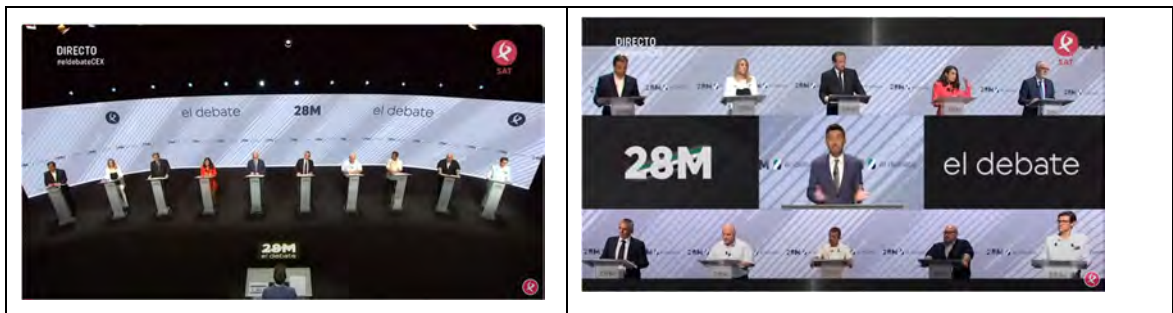 DIRECTO
#eldebateCEX
SAT
el debate
28M
el debate
28M
el debate
DIRECTO
SAT
28M
el debate